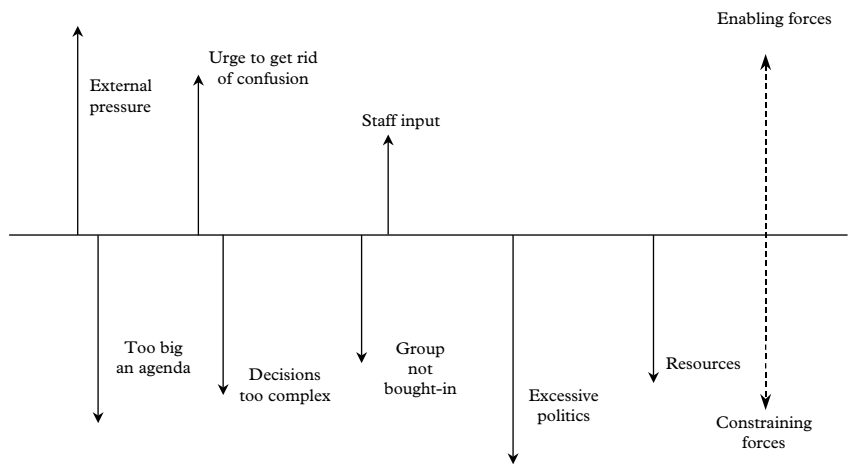 Enabling forces
Urge to get rid
of confusion
External
pressure
Staff input
Too big
an agenda
Decisions
too complex
Group
not
bought-in
Excessive
politics
Resources
Constraining
forces